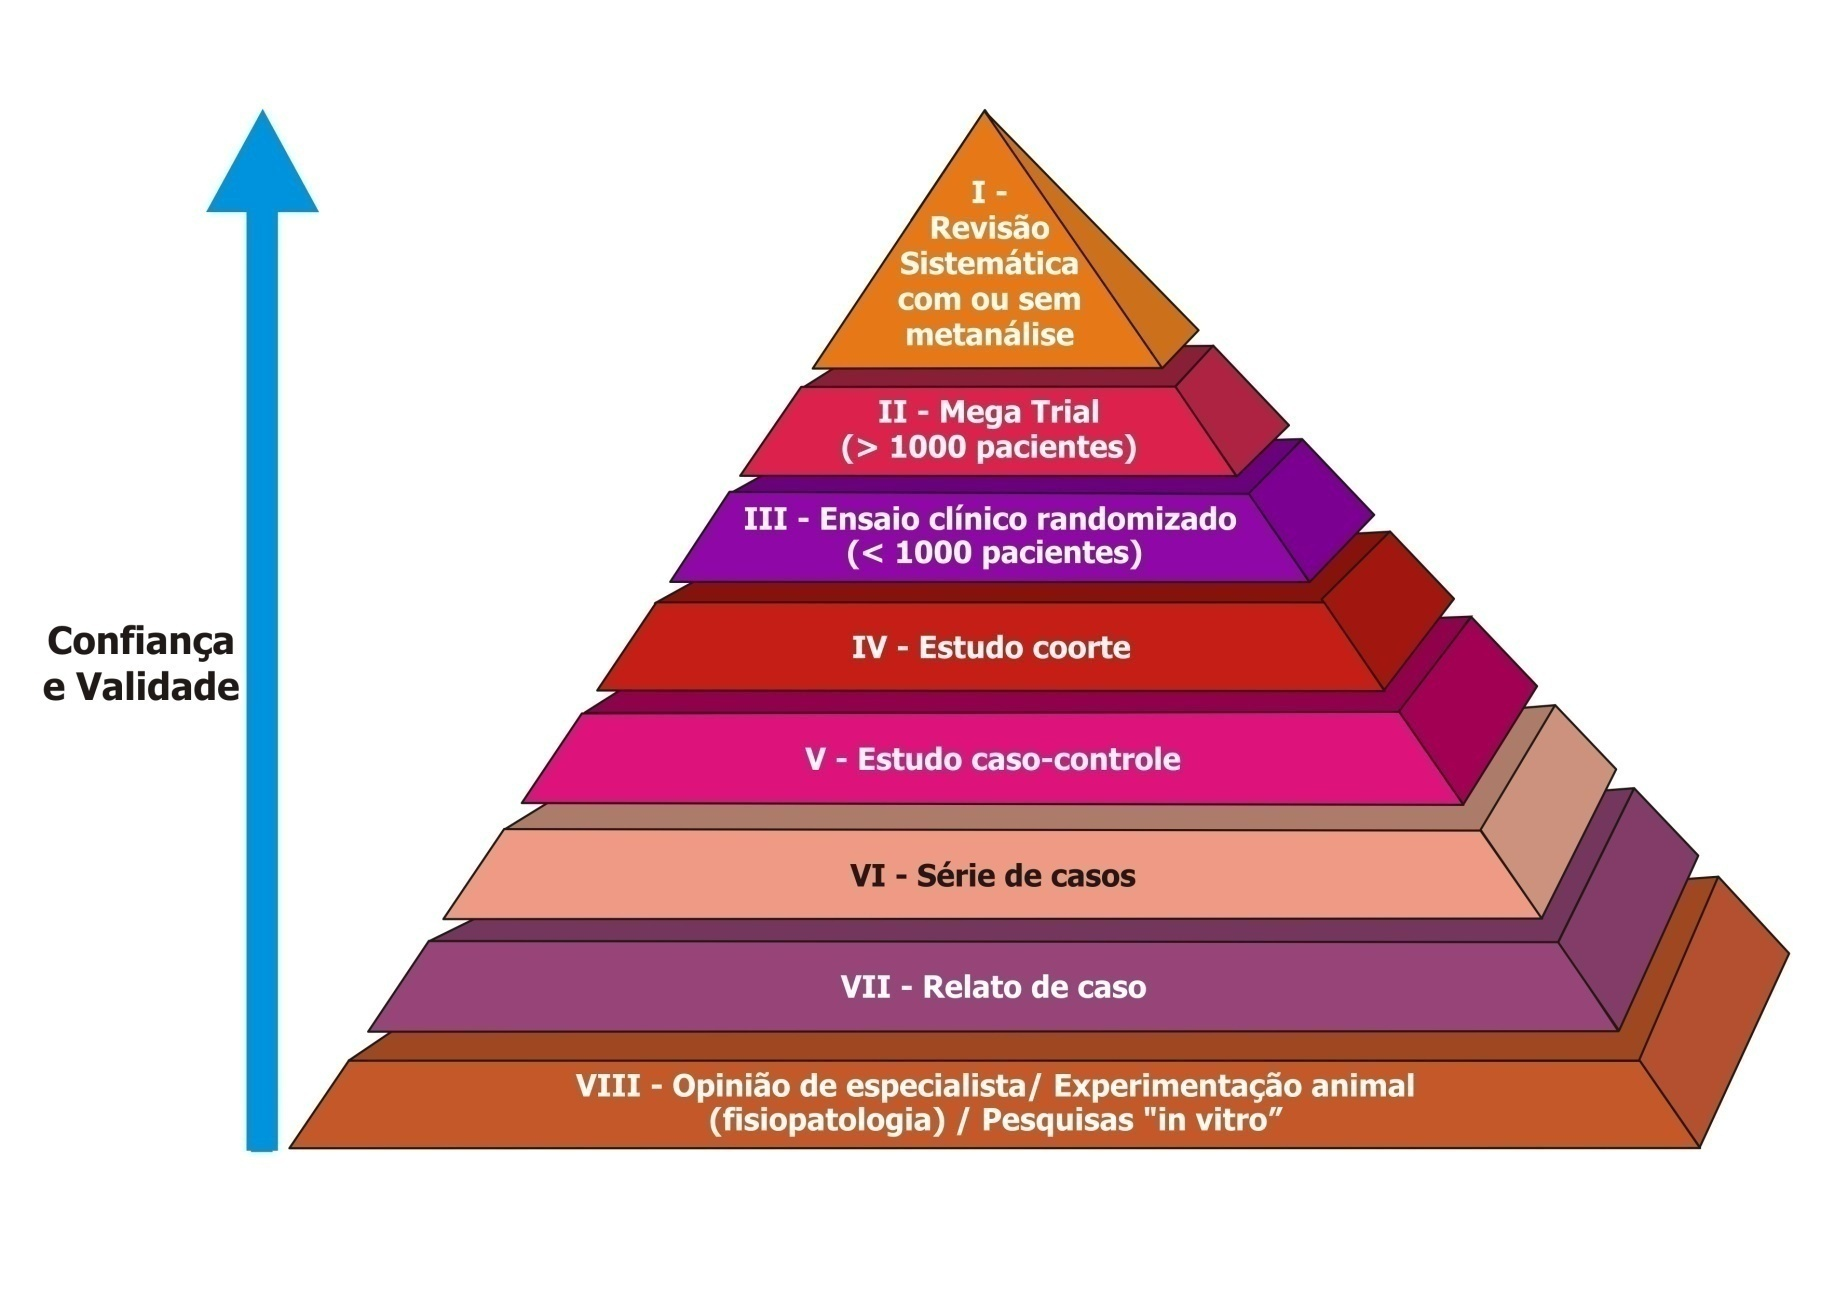 I -
Revisão
Sistemática
com ou sem
metanálise
II - Mega Trial
(> 1000 pacientes)
III - Ensaio clínico randomizado
(< 1000 pacientes)
IV - Estudo coorte
Confiança
e Validade
V - Estudo caso-controle
VI - Série de casos
VII - Relato de caso
VIII - Opinião de especialista/ Experimentação animal
(fisiopatologia) / Pesquisas "in vitro”